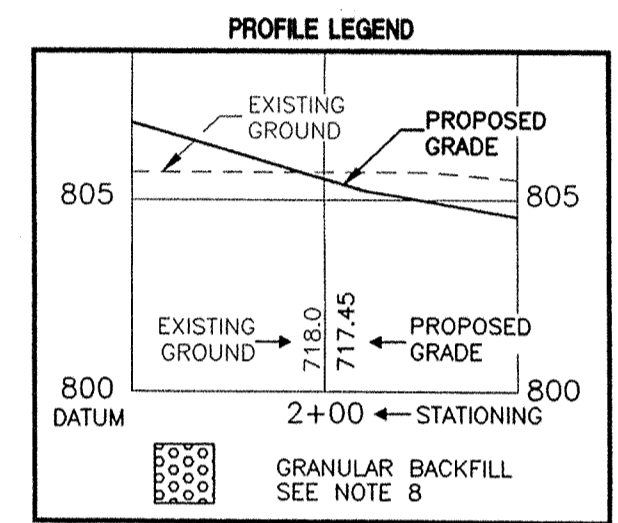 PROFILE LEGEND
EXISTING
GROUND
PROPOSED
GRADE
805
805
EXISTING
GROUND
718.0
717.45
PROPOSED
GRADE
800
800
DATUM
2+00
STATIONING
GRANULAR BACKFILL
SEE NOTE 8